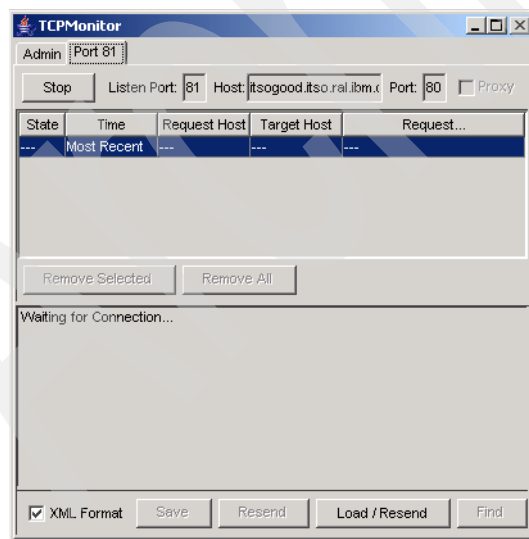 TCPMonitor
Admin Port 81
Stop Listen Port: 81 Host: itsogood.itso.ral.ibm.c Port: 80 Proxy
State Time Request Host Target Host Request...
--- Most Recent --- --- ---
Remove Selected Remove All
Waiting for Connection...
XML Format Save Resend Load / Resend Find